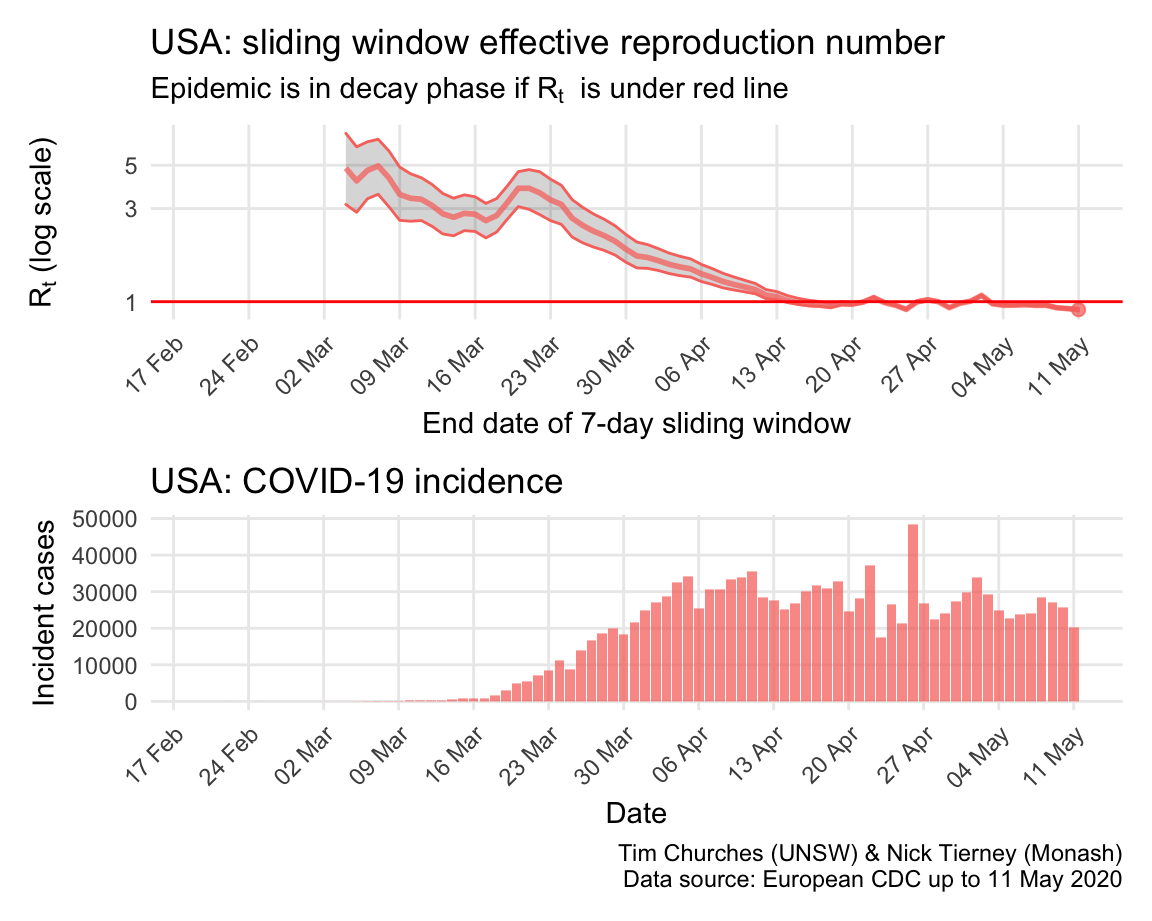 USA: sliding window effective reproduction number
Epidemic is in decay phase if Rt is under red line
Rt (log scale)
5
3
1
17 Feb
24 Feb
02 Mar
09 Mar
16 Mar
23 Mar
30 Mar
06 Apr
13 Apr
20 Apr
27 Apr
04 May
11 May
End date of 7-day sliding window
USA: COVID-19 incidence
Incident cases
50000
40000
30000
20000
10000
0
17 Feb
24 Feb
02 Mar
09 Mar
16 Mar
23 Mar
30 Mar
06 Apr
13 Apr
20 Apr
27 Apr
04 May
11 May
Date
Tim Churches (UNSW) & Nick Tierney (Monash)
Data source: European CDC up to 11 May 2020